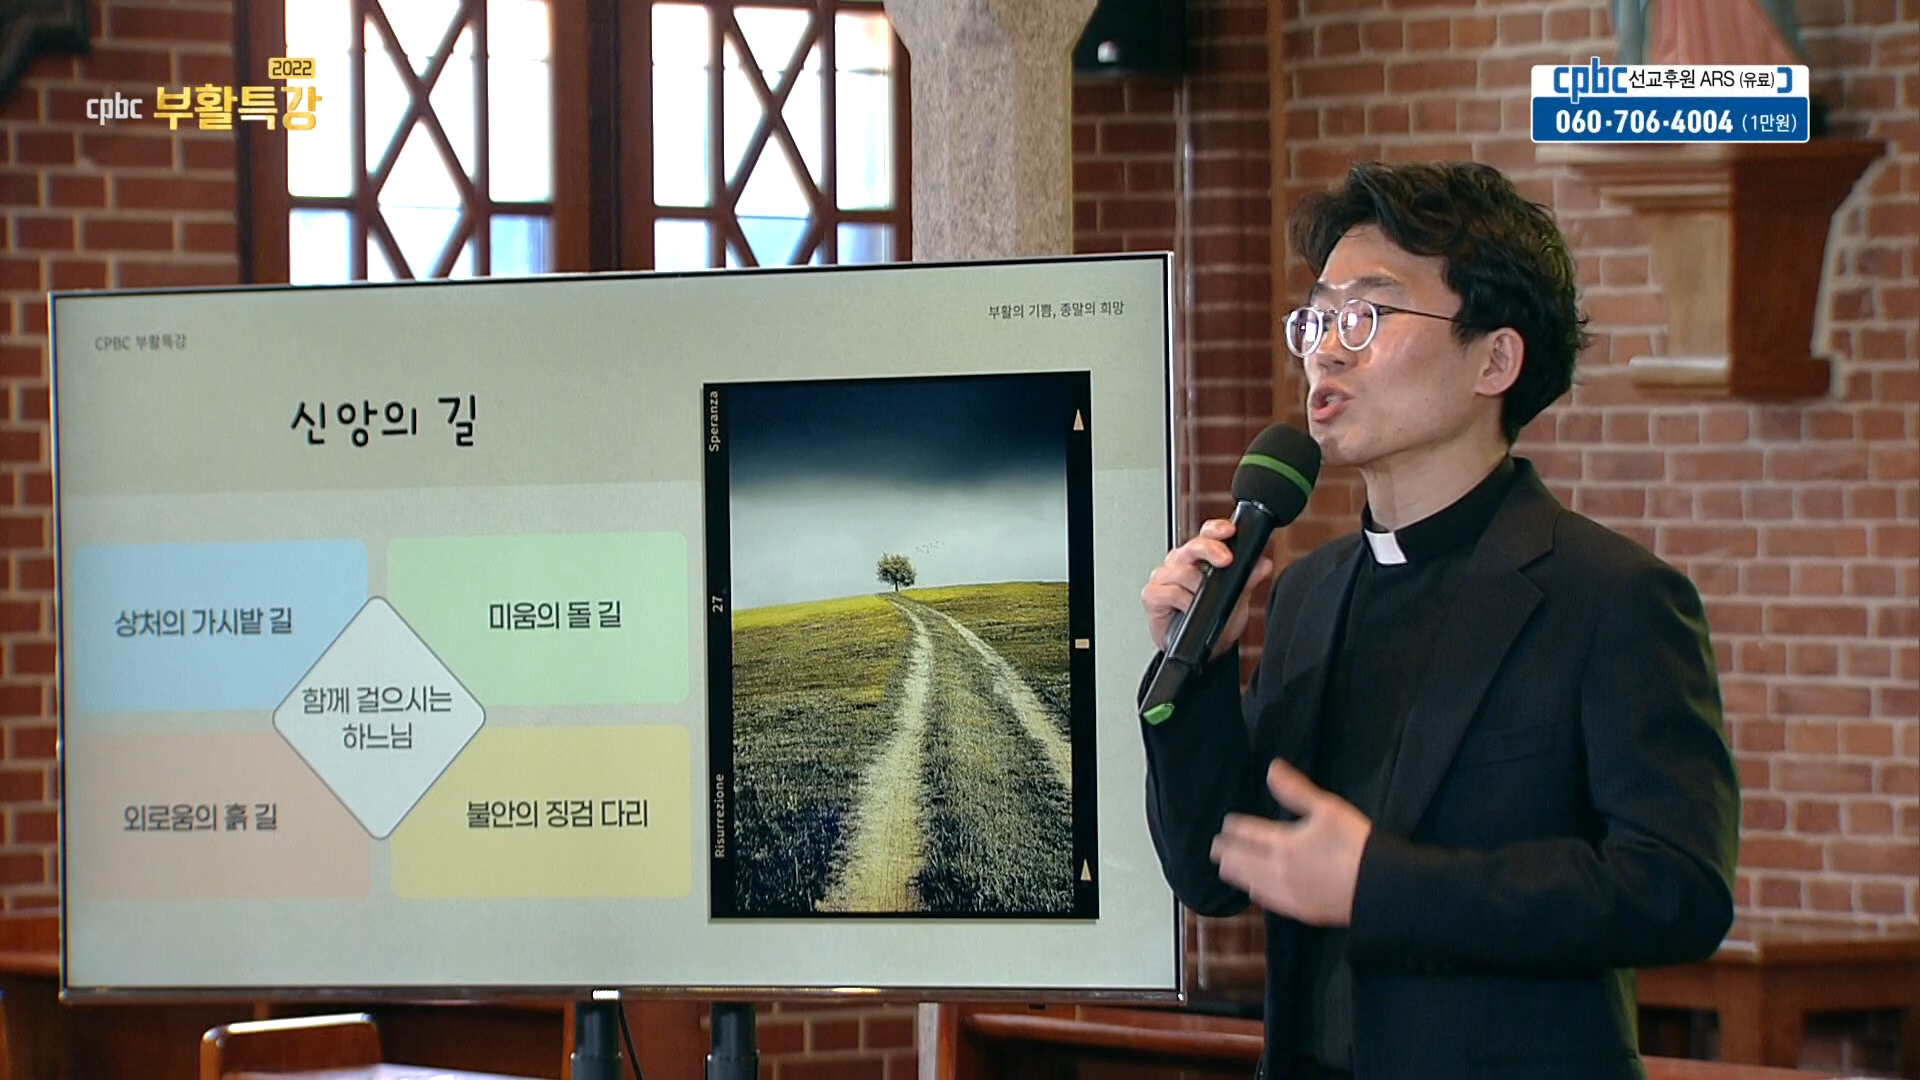 2022
cpbc 부활특강
cpbc 선교후원 ARS (유료)
060·706·4004 (1만원)
CPBC 부활특강
부활의 기쁨, 종말의 희망
신앙의 길
상처의 가시밭 길
미움의 돌 길
함께 걸으시는
하느님
외로움의 흙 길
불안의 징검 다리
Speranza
27
Risurrezione